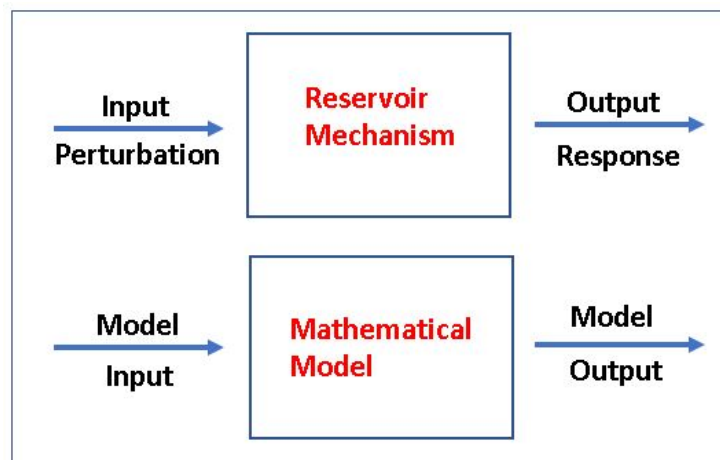 Input
Perturbation
Reservoir
Mechanism
Output
Response
Model
Input
Mathematical
Model
Model
Output